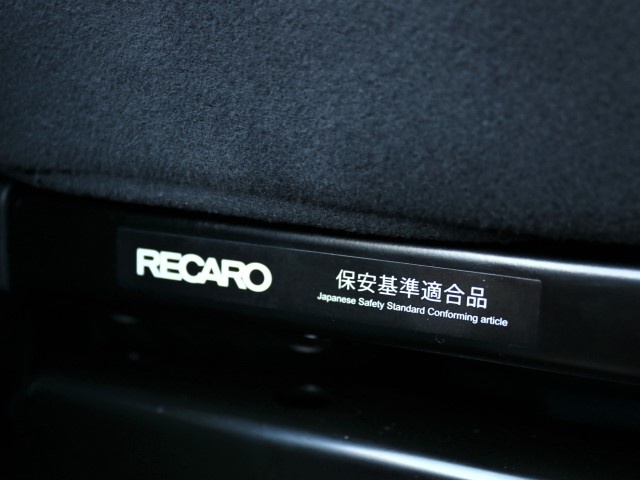 RECARO
保安基準適合品
Japanese Safety Standard Conforming article